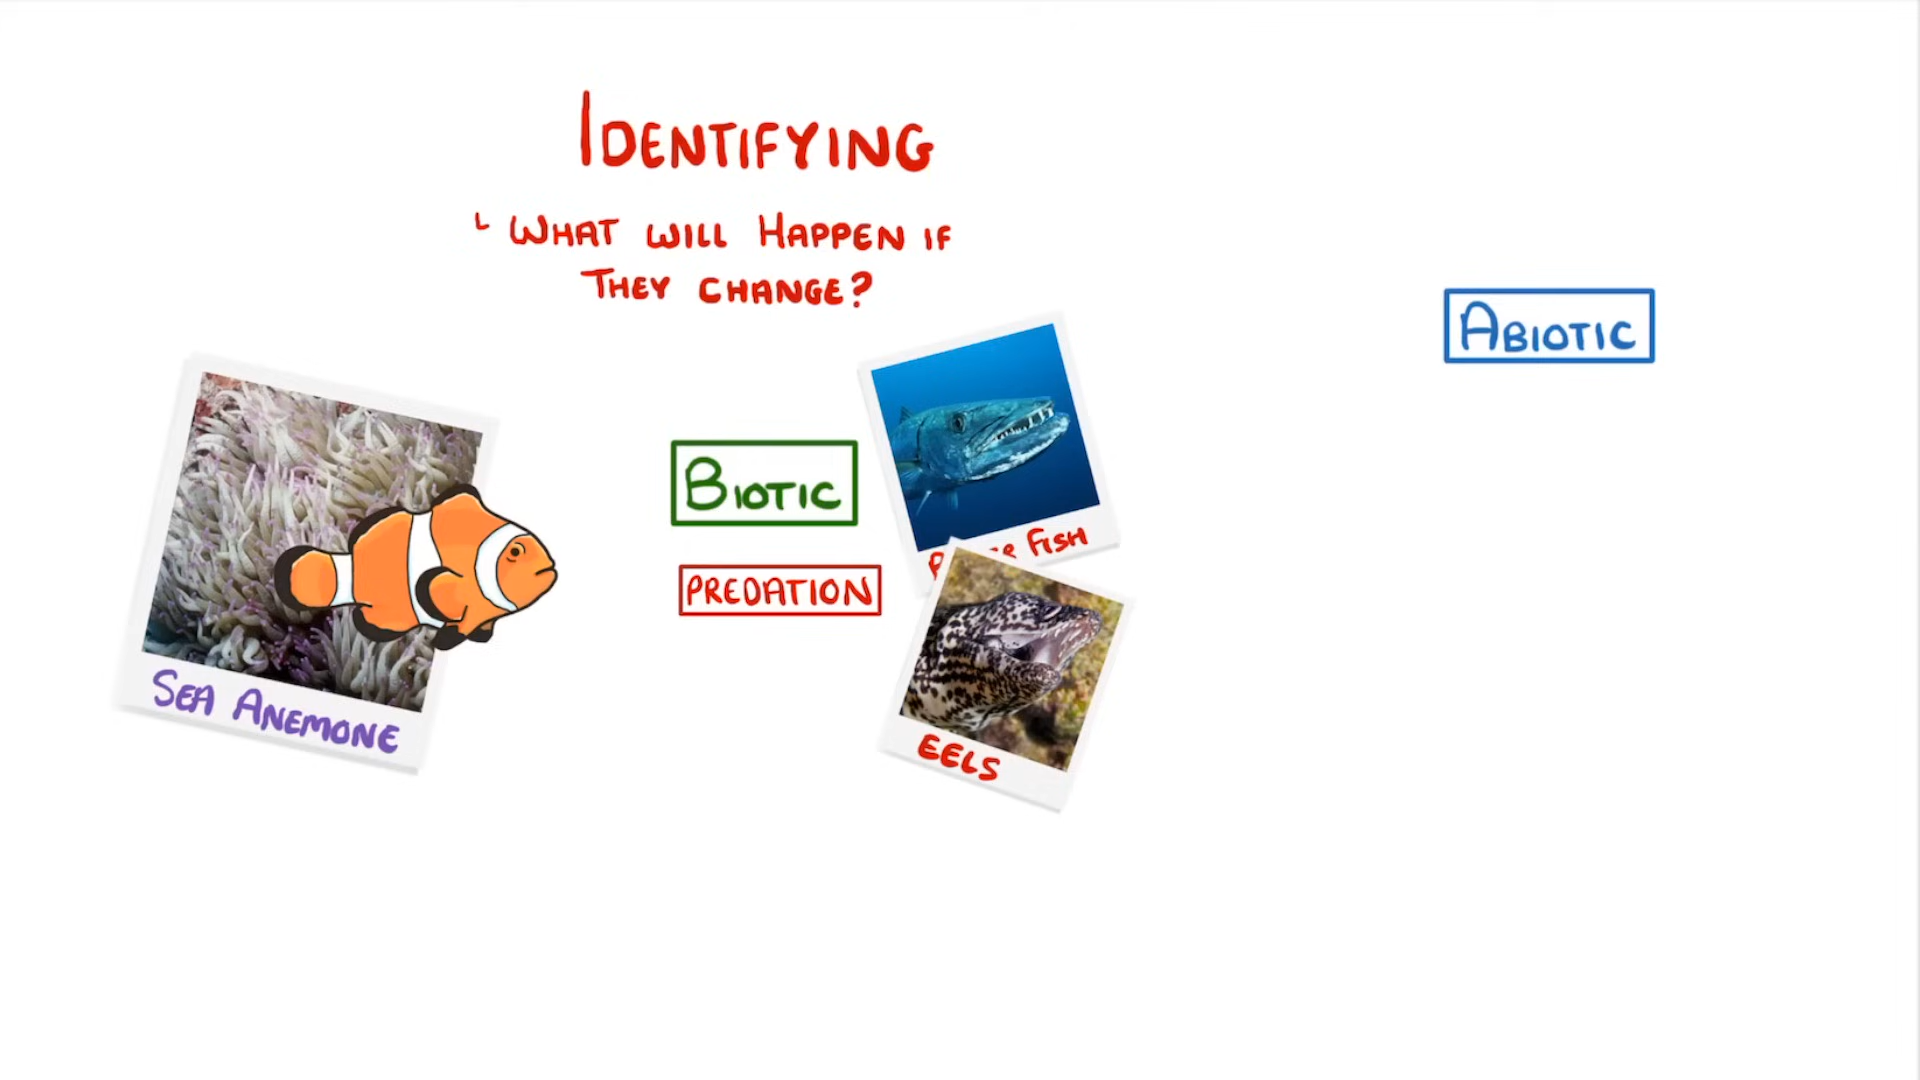 IDENTIFYING
WHAT WILL HAPPEN IF
THEY CHANGE?
ABIOTIC
BIOTIC
PREDATION
FISH
EELS
SEA ANEMONE